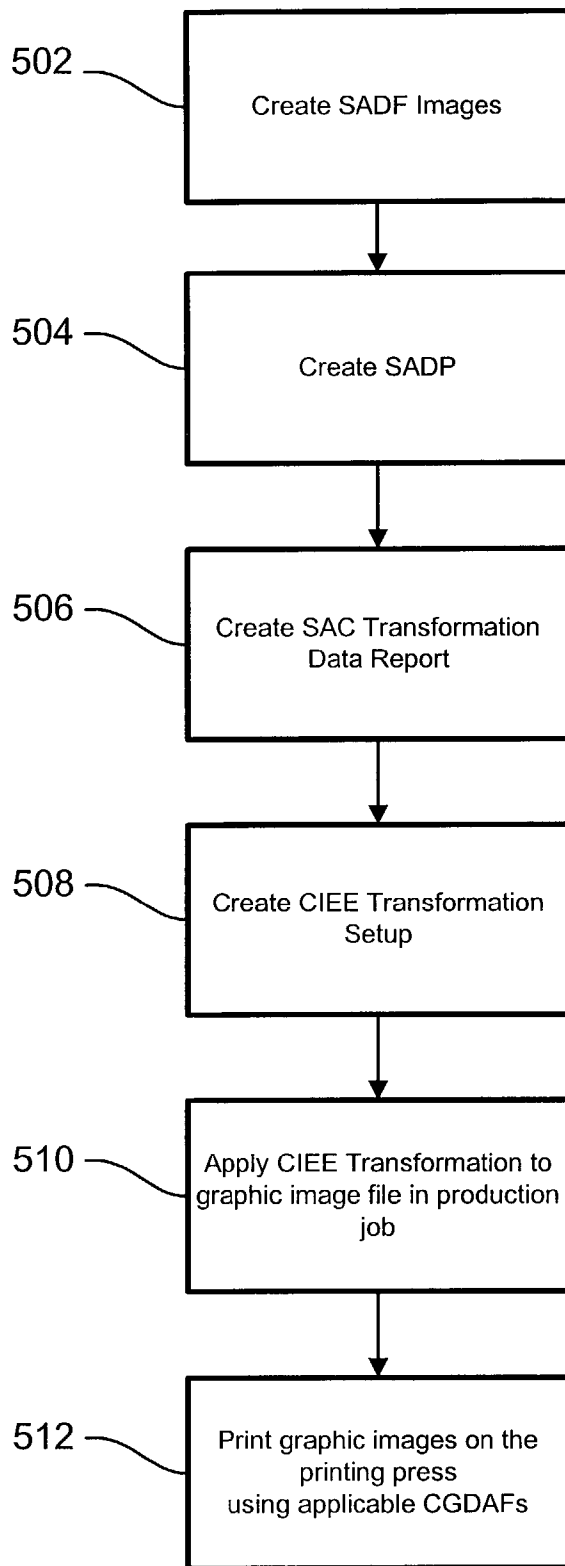 502
Create SADF Images
504
Create SADP
506
Create SAC Transformation
Data Report
508
Create CIEE Transformation
Setup
510
Apply CIEE Transformation to
graphic image file in production
job
512
Print graphic images on the
printing press
using applicable CGDAFs